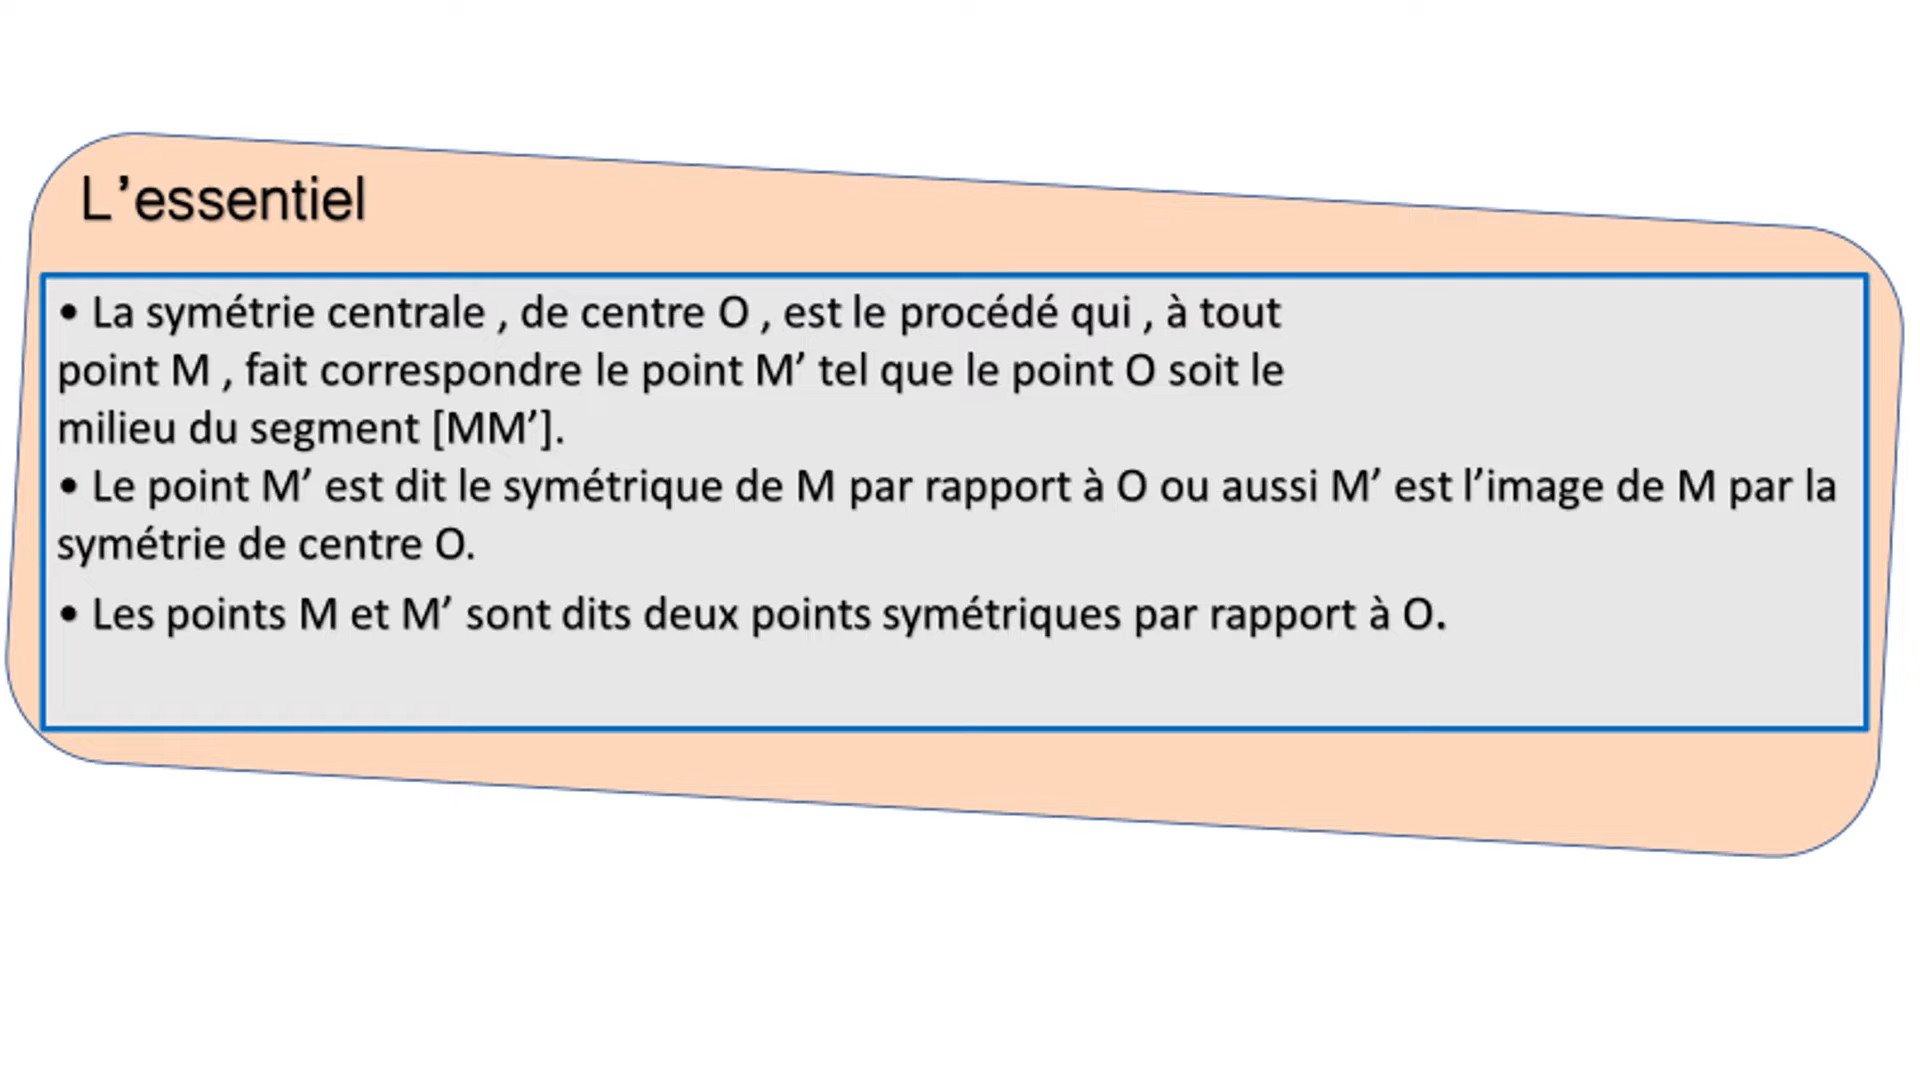 L’essentiel
• La symétrie centrale , de centre O , est le procédé qui , à tout
point M , fait correspondre le point M’ tel que le point O soit le
milieu du segment [MM’].
• Le point M’ est dit le symétrique de M par rapport à O ou aussi M’ est l’image de M par la
symétrie de centre O.
• Les points M et M’ sont dits deux points symétriques par rapport à O.